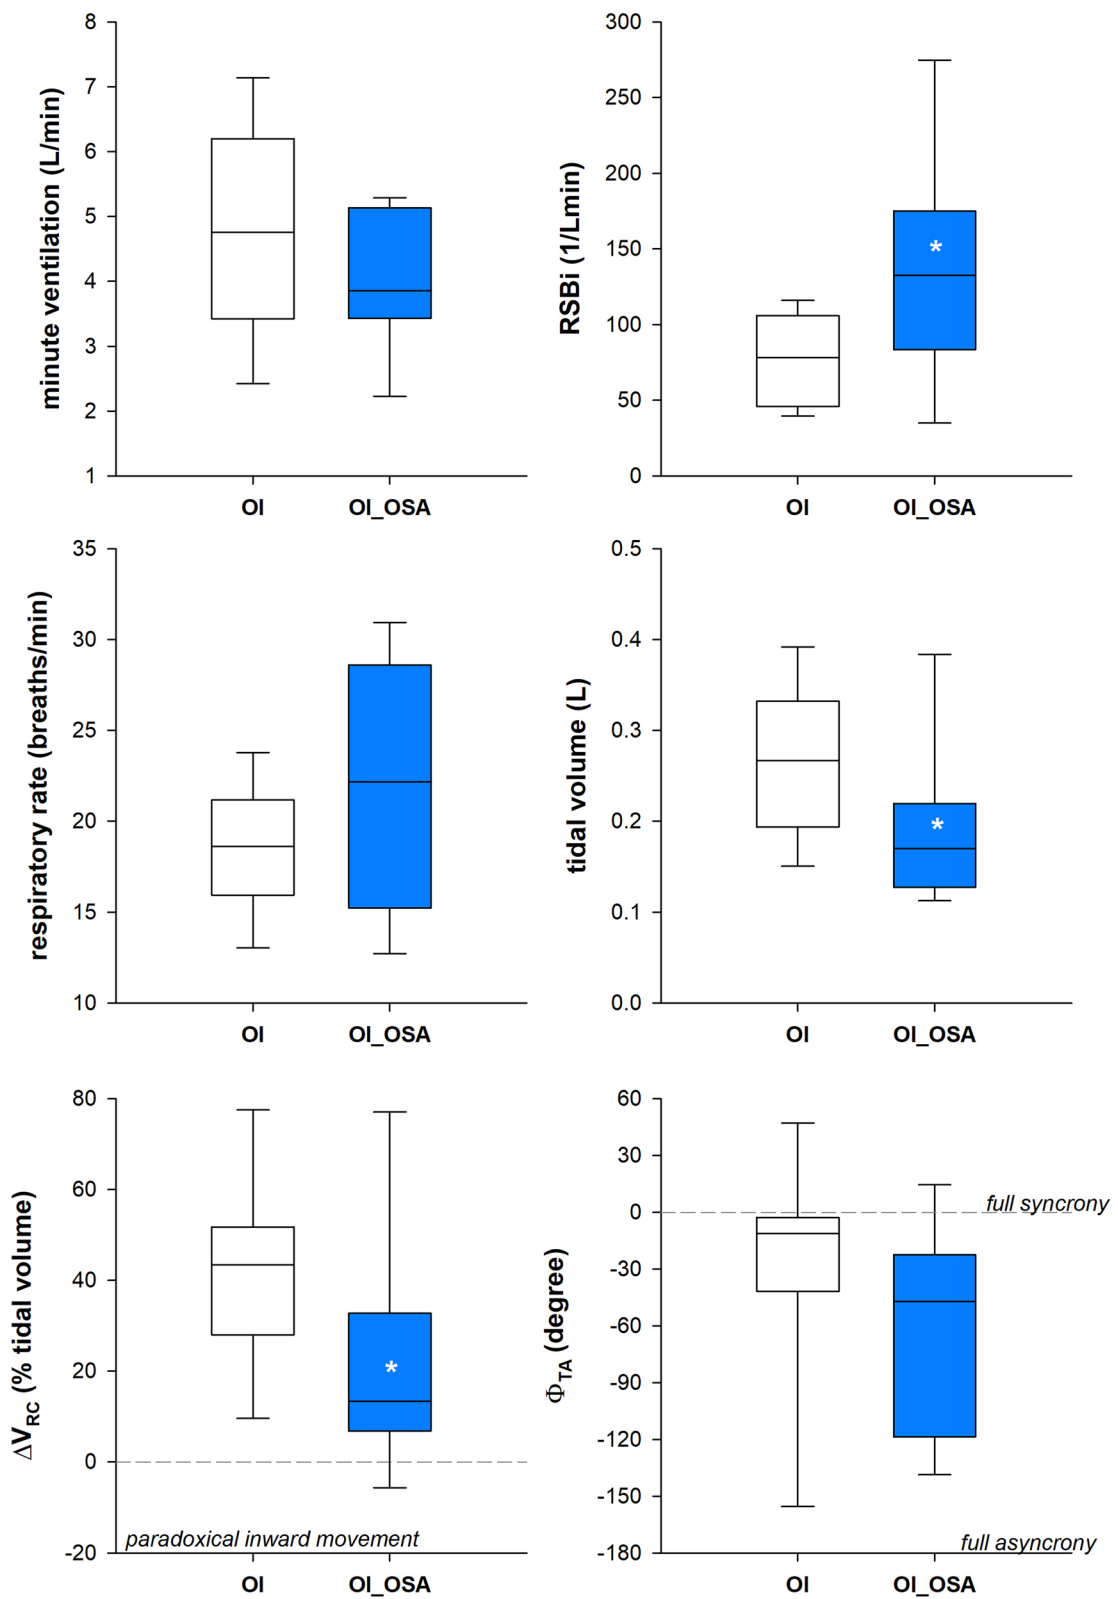 minute ventilation (L/min)
8
7
6
5
4
3
2
1
OI
OI_OSA
RSBi (1/Lmin)
300
250
200
150
100
50
0
*
OI
OI_OSA
respiratory rate (breaths/min)
35
30
25
20
15
10
OI
OI_OSA
tidal volume (L)
0.5
0.4
0.3
0.2
0.1
0.0
*
OI
OI_OSA
ΔVRC (% tidal volume)
80
60
40
20
0
-20
*
paradoxical inward movement
OI
OI_OSA
ΦTA (degree)
60
30
0
-30
-60
-90
-120
-150
-180
full syncrony
full asyncrony
OI
OI_OSA